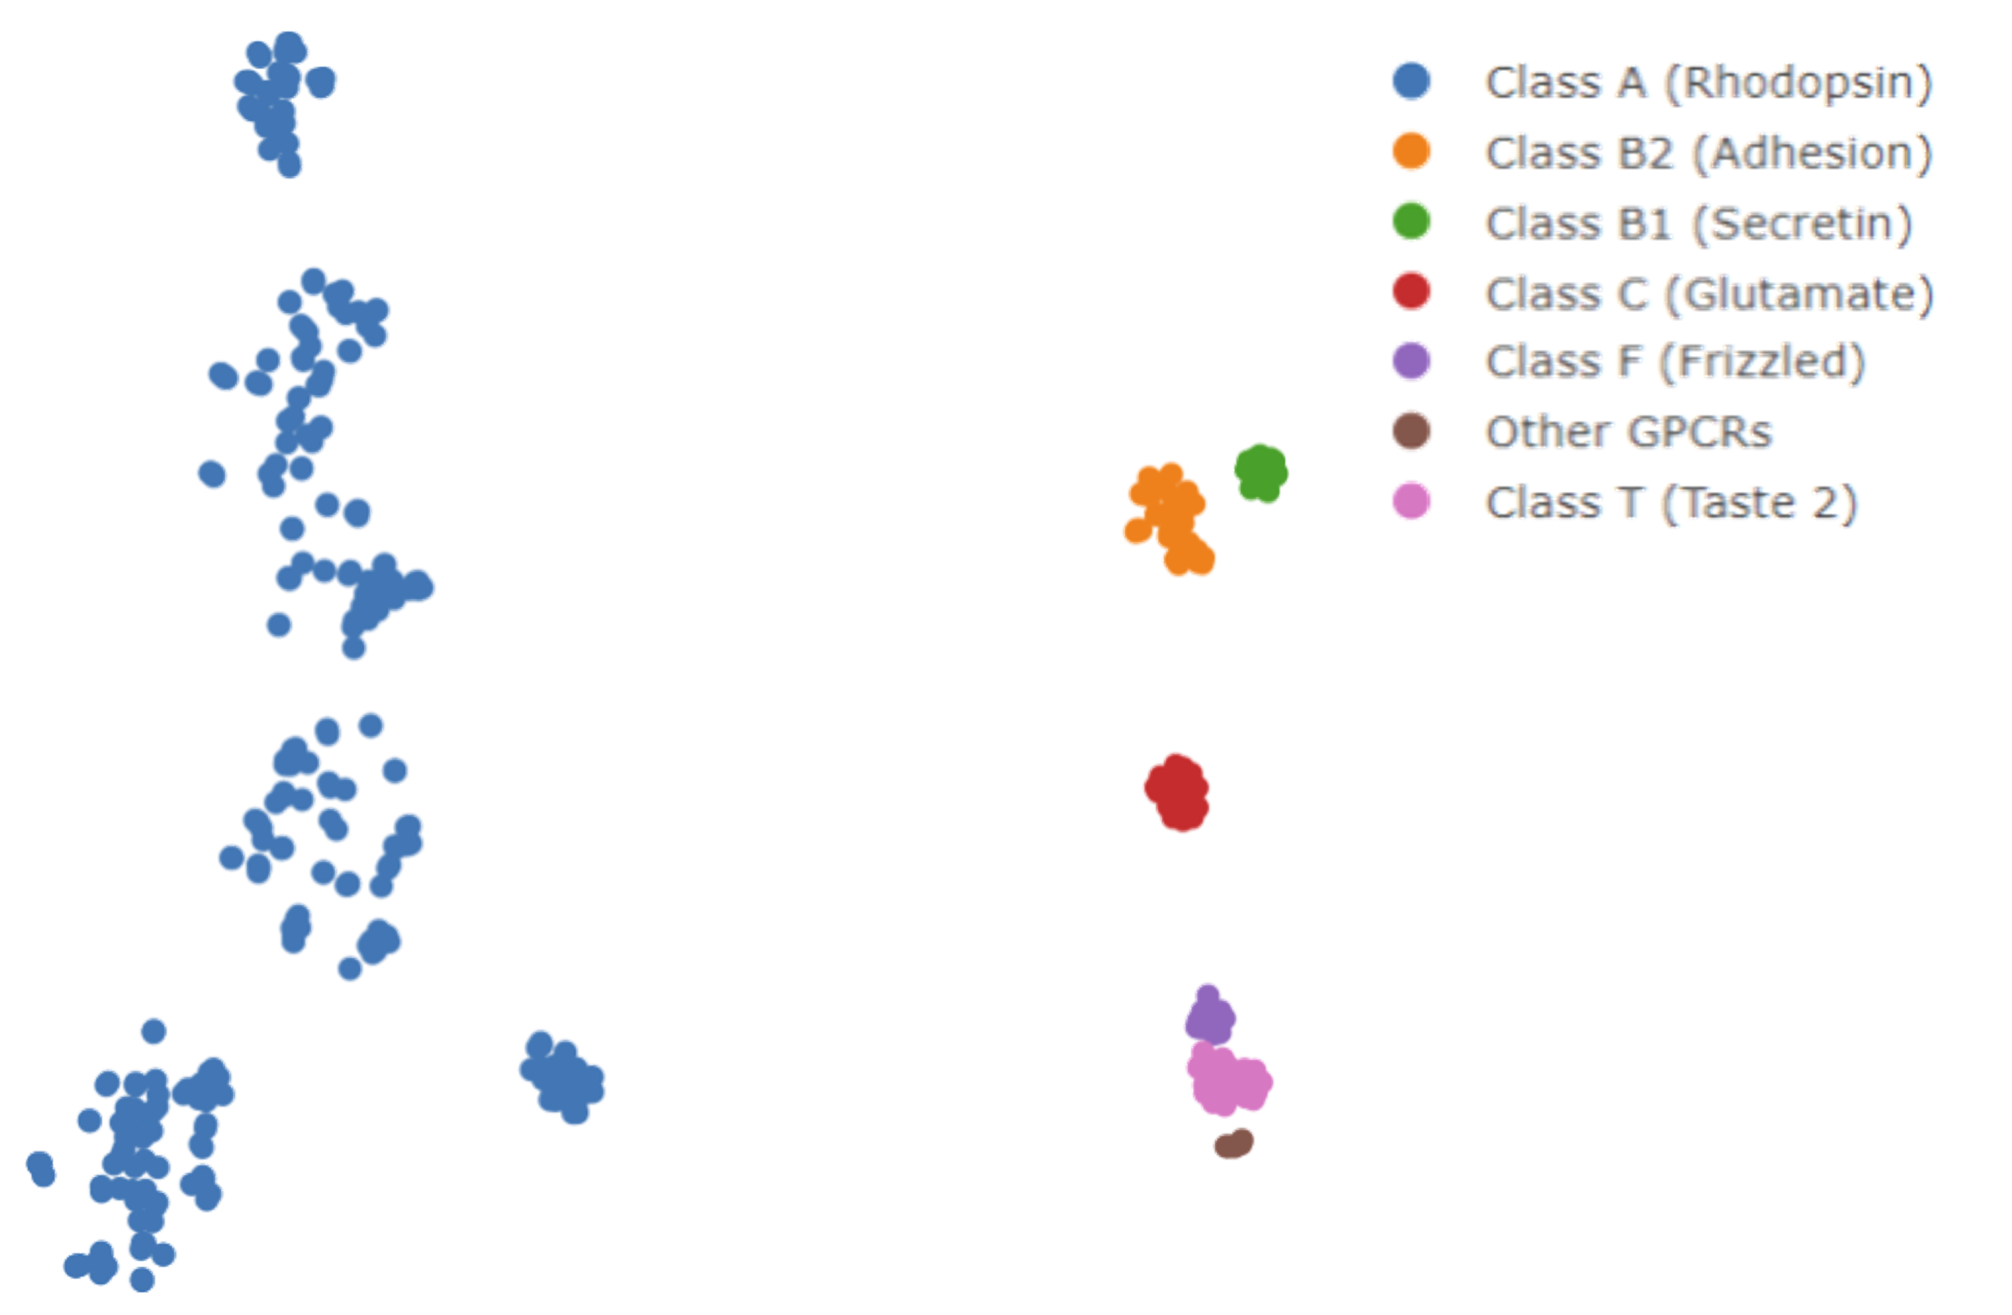 Class A (Rhodopsin)
Class B2 (Adhesion)
Class B1 (Secretin)
Class C (Glutamate)
Class F (Frizzled)
Other GPCRs
Class T (Taste 2)